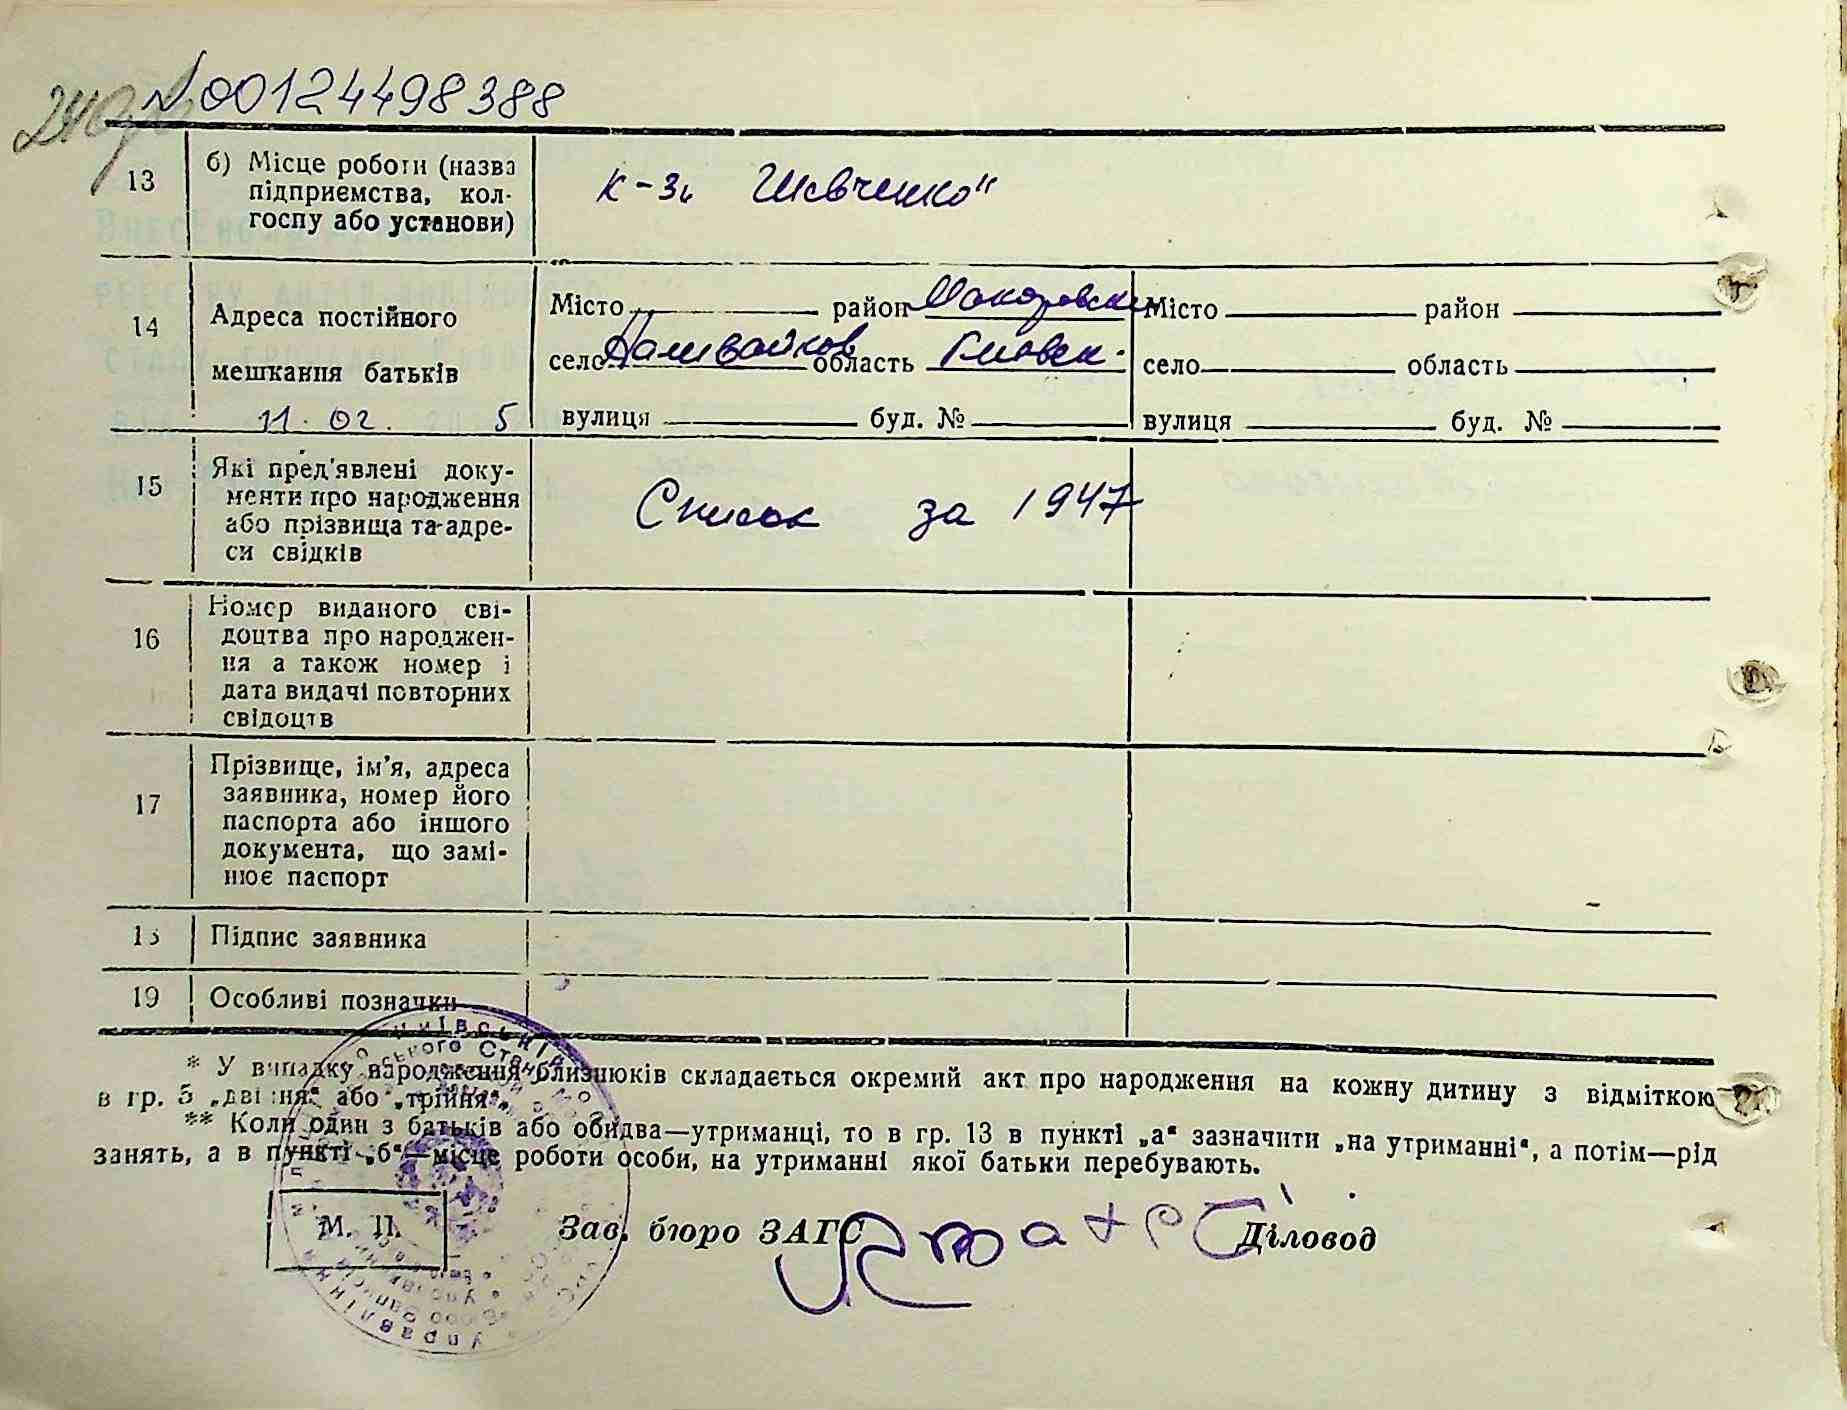 N00124498388
13
б) Місце роботи (назва
підприємства, кол-
госпу або установи)
к-з „Шевченко"
14
Адреса постійного
мешкання батьків
Місто район Макаровск
село Наливайков область Киевск.
вулиця буд. №
Місто район
село область
вулиця буд. №
11. 02. 5
15
Які пред'явлені доку-
менти про народження
або прізвища та адре-
си свідків
Список за 1947
16
Номер виданого сві-
доцтва про народжен-
ня а також номер і
дата видачі повторних
свідоцтв
17
Прізвище, ім'я, адреса
заявника, номер його
паспорта або іншого
документа, що замі-
нює паспорт
18
Підпис заявника
19
Особливі позначки
* У випадку народження близнюків складається окремий акт про народження на кожну дитину з відміткою
в гр. 5 „двійня" або „трійня".
** Коли один з батьків або обидва—утриманці, то в гр. 13 в пункті „а" зазначити „на утриманні", а потім—рід
занять, а в пункті „б"—місце роботи особи, на утриманні якої батьки перебувають.
М. П.
Зав. бюро ЗАГС
Діловод